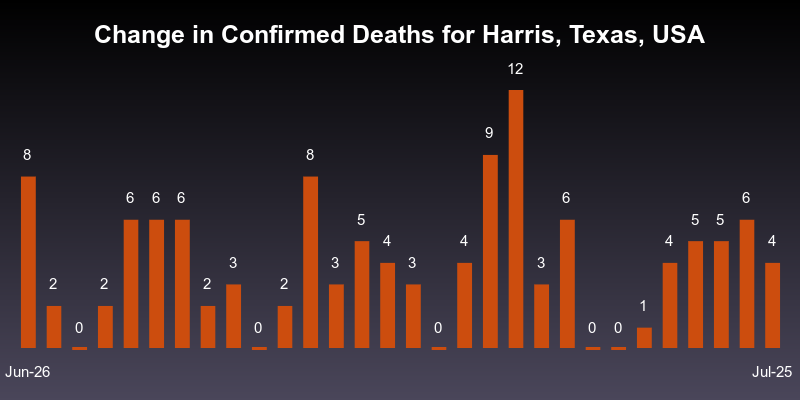 Change in Confirmed Deaths for Harris, Texas, USA
8 2 0 2 6 6 6 2 3 0 2 8 3 5 4 3 0 4 9 12 3 6 0 0 1 4 5 5 6 4
Jun-26 Jul-25